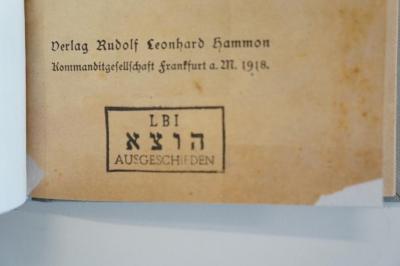 Verlag Rudolf Leonhard Hammon
Kommanditgesellschaft Frankfurt a. M. 1918.
LBI
הוצא
AUSGESCHIEDEN